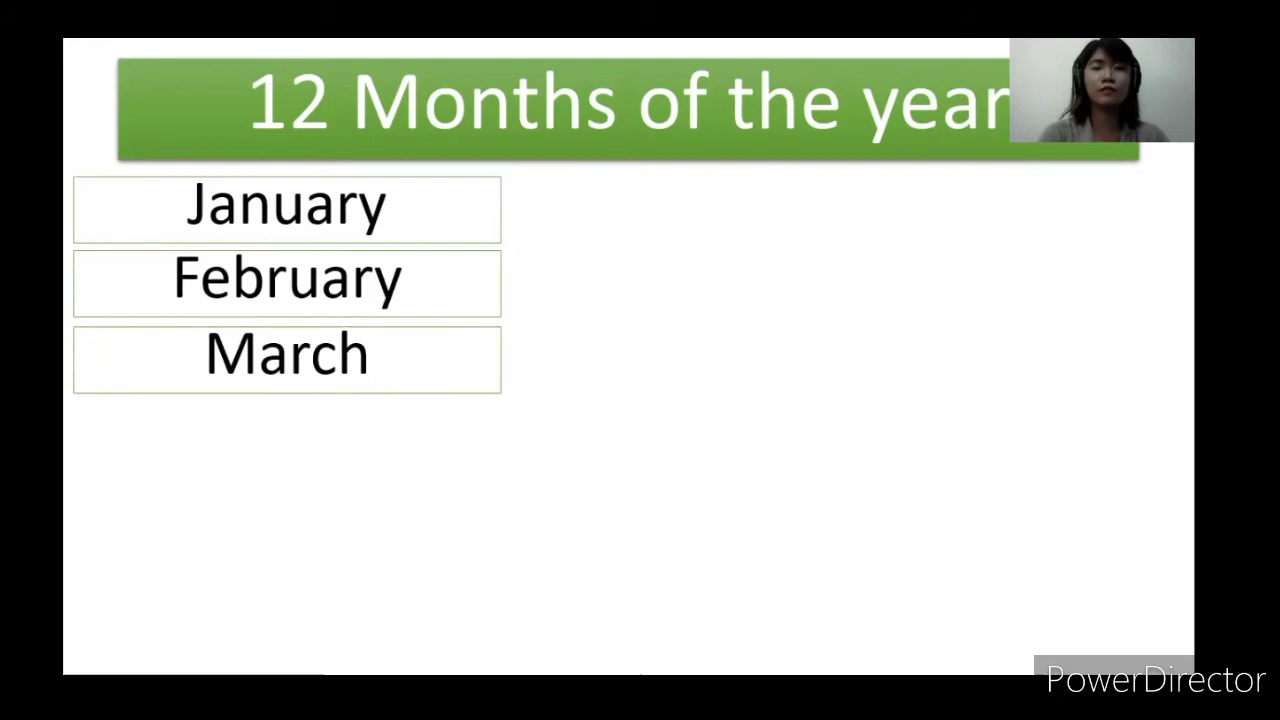 12 Months of the year
January
February
March
PowerDirector